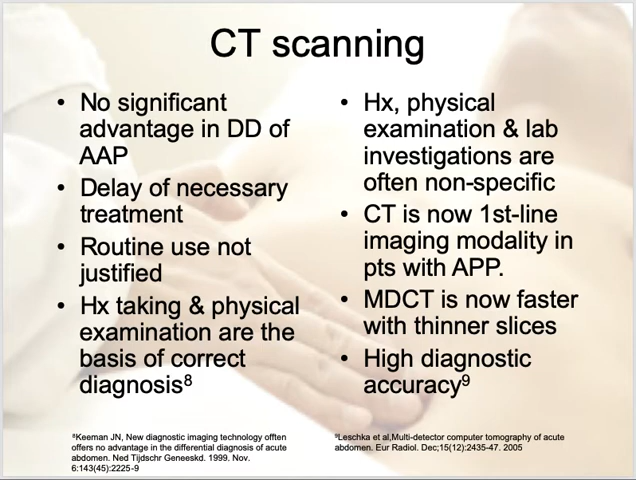 CT scanning
• No significant
advantage in DD of
AAP
• Delay of necessary
treatment
• Routine use not
justified
• Hx taking & physical
examination are the
basis of correct
diagnosis⁸
• Hx, physical
examination & lab
investigations are
often non-specific
• CT is now 1st-line
imaging modality in
pts with APP.
• MDCT is now faster
with thinner slices
• High diagnostic
accuracy⁹
⁸Keeman JN, New diagnostic imaging technology offten
offers no advantage in the differential diagnosis of acute
abdomen. Ned Tijdschr Geneeskd. 1999. Nov.
6:143(45):2225-9
⁹Leschka et al,Multi-detector computer tomography of acute
abdomen. Eur Radiol. Dec;15(12):2435-47. 2005